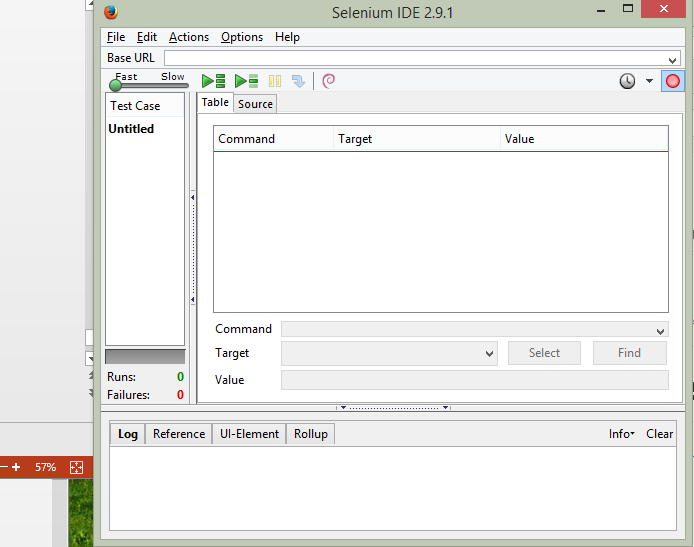 Selenium IDE 2.9.1
File Edit Actions Options Help
Base URL
Fast Slow
Table Source
Test Case
Untitled
Command Target Value
Command
Target Select Find
Value
Runs: 0
Failures: 0
Log Reference UI-Element Rollup Info Clear
57%